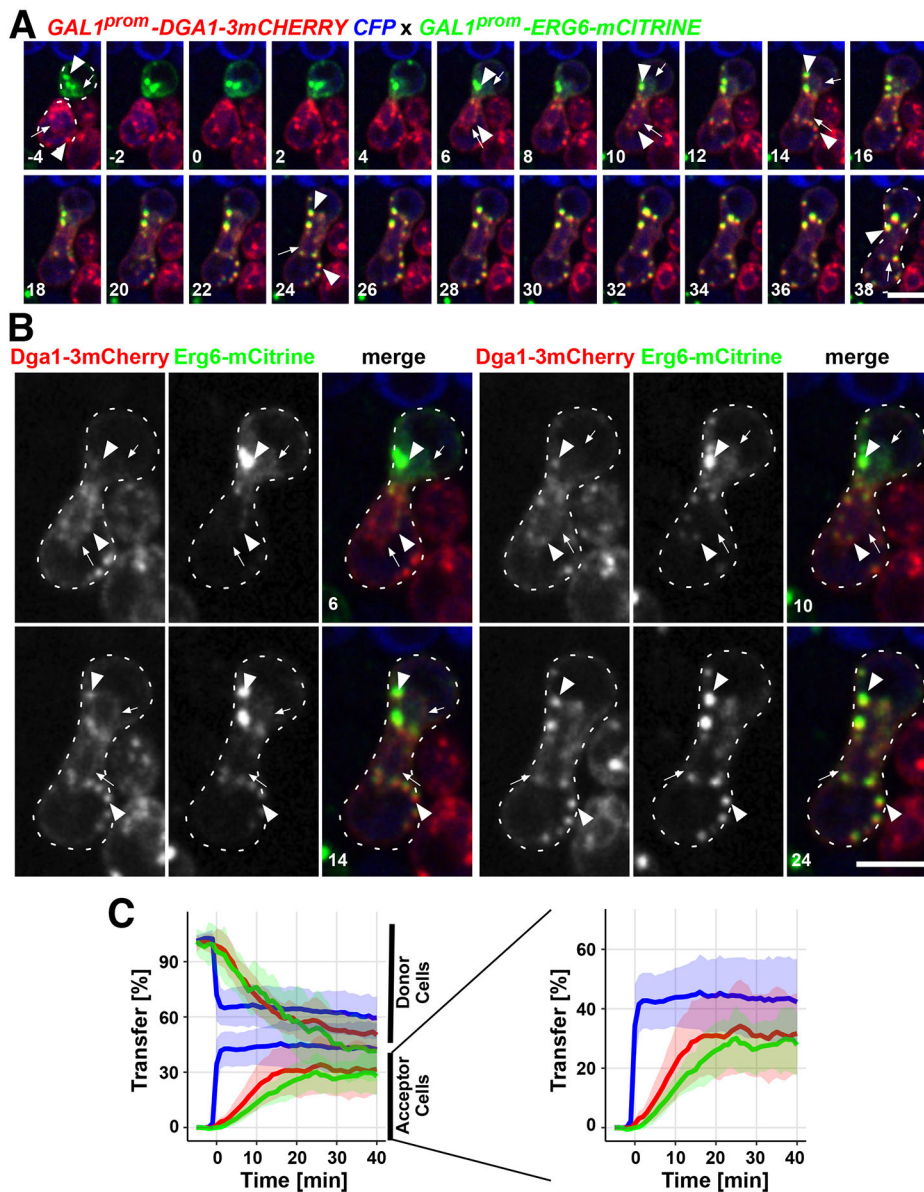 A
GAL1prom-DGA1-3mCHERRY CFP x GAL1prom-ERG6-mCITRINE
-4 -2 0 2 4 6 8 10 12 14 16
18 20 22 24 26 28 30 32 34 36 38
B
Dga1-3mCherry Erg6-mCitrine merge Dga1-3mCherry Erg6-mCitrine merge
6 10
14 24
C
Transfer [%]
90
60
30
0
0 10 20 30 40
Time [min]
Donor
Cells
Acceptor
Cells
Transfer [%]
60
40
20
0
0 10 20 30 40
Time [min]